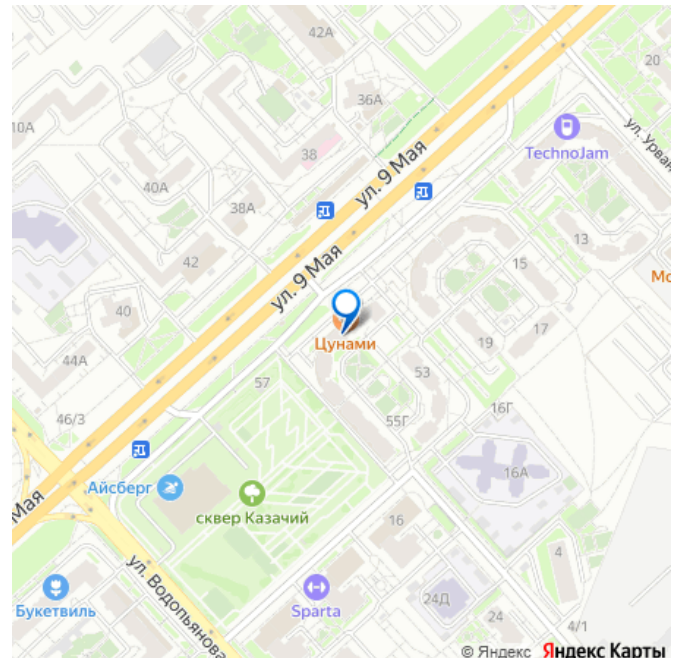 42А
20
36А
10А
TechnoJam
ул. Урван
38
ул. 9 Мая
40А
38А
13
42
15
ул. 9 Мая
Мо
40
17
Цунами
19
44А
53
57
16Г
46/3
55Г
16А
Айсберг
Мая
сквер Казачий
16
4
ул. Водопьянова
Букетвиль
Sparta
24Д
24
4/1
© Яндекс Яндекс Карты